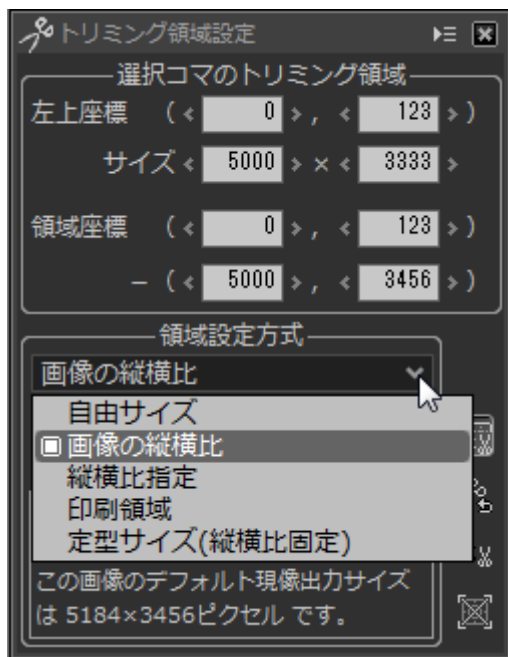 トリミング領域設定
選択コマのトリミング領域
左上座標 ( 0 , 123 )
サイズ 5000 × 3333
領域座標 ( 0 , 123 )
− ( 5000 , 3456 )
領域設定方式
画像の縦横比
自由サイズ
画像の縦横比
縦横比指定
印刷領域
定型サイズ(縦横比固定)
この画像のデフォルト現像出力サイズ
は 5184×3456ピクセル です。